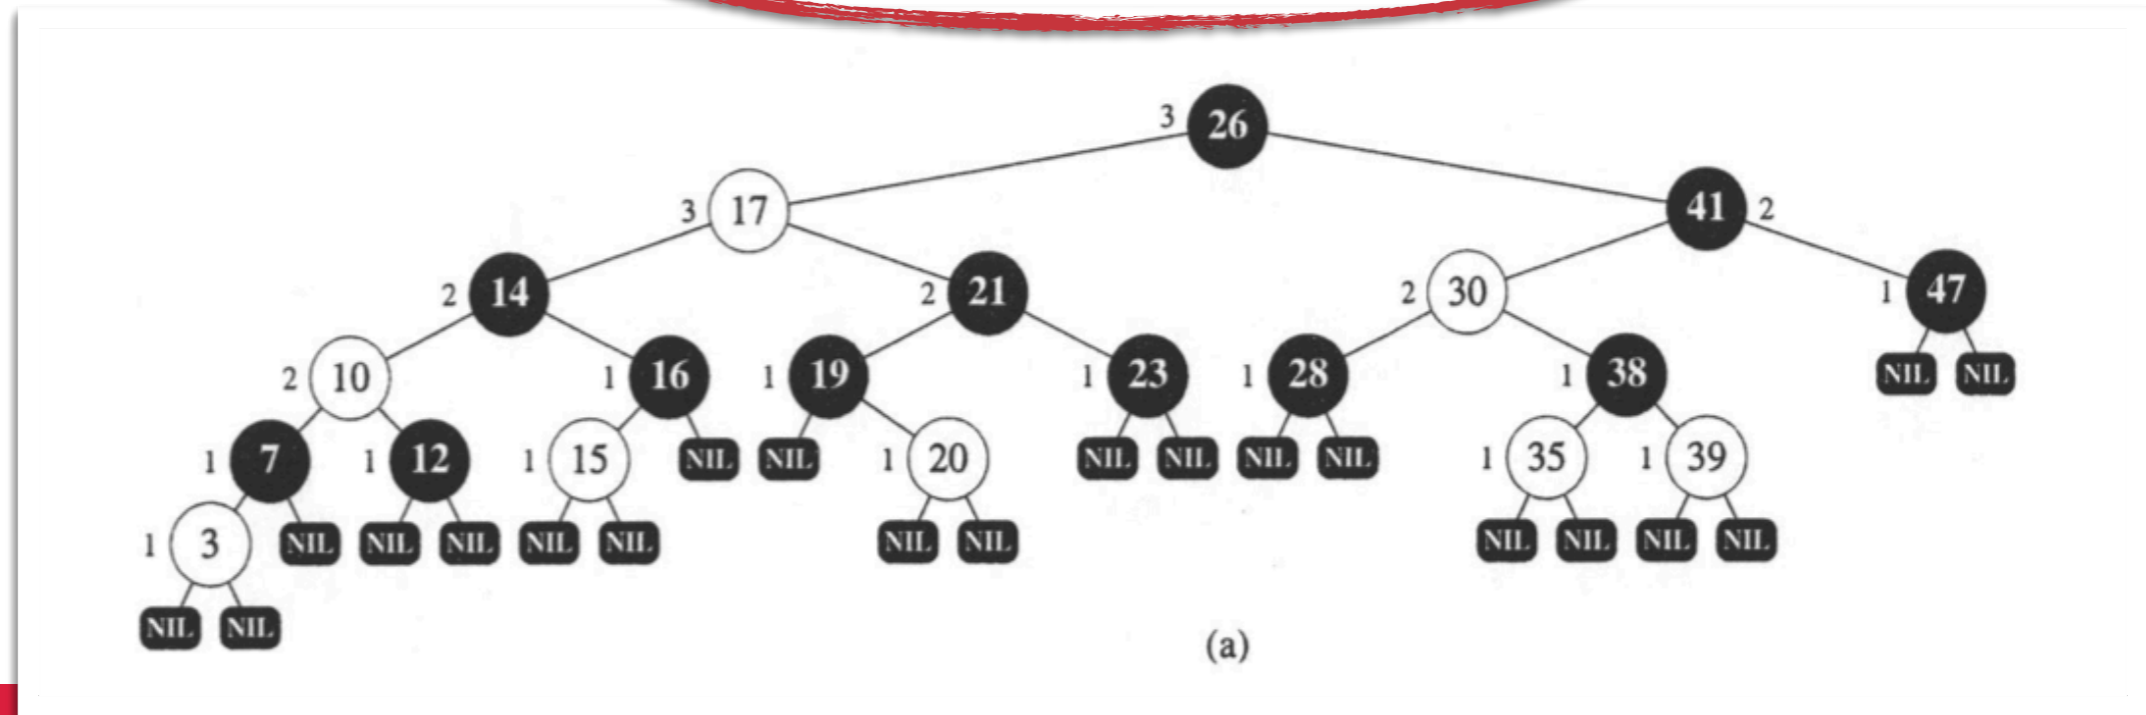 3 26
3 17 41 2
2 14 2 21 2 30 1 47
2 10 1 16 1 19 1 23 1 28 1 38 NIL NIL
1 7 1 12 1 15 NIL NIL 1 20 NIL NIL NIL NIL 1 35 1 39
1 3 NIL NIL NIL NIL NIL NIL NIL NIL NIL NIL NIL
NIL NIL
(a)